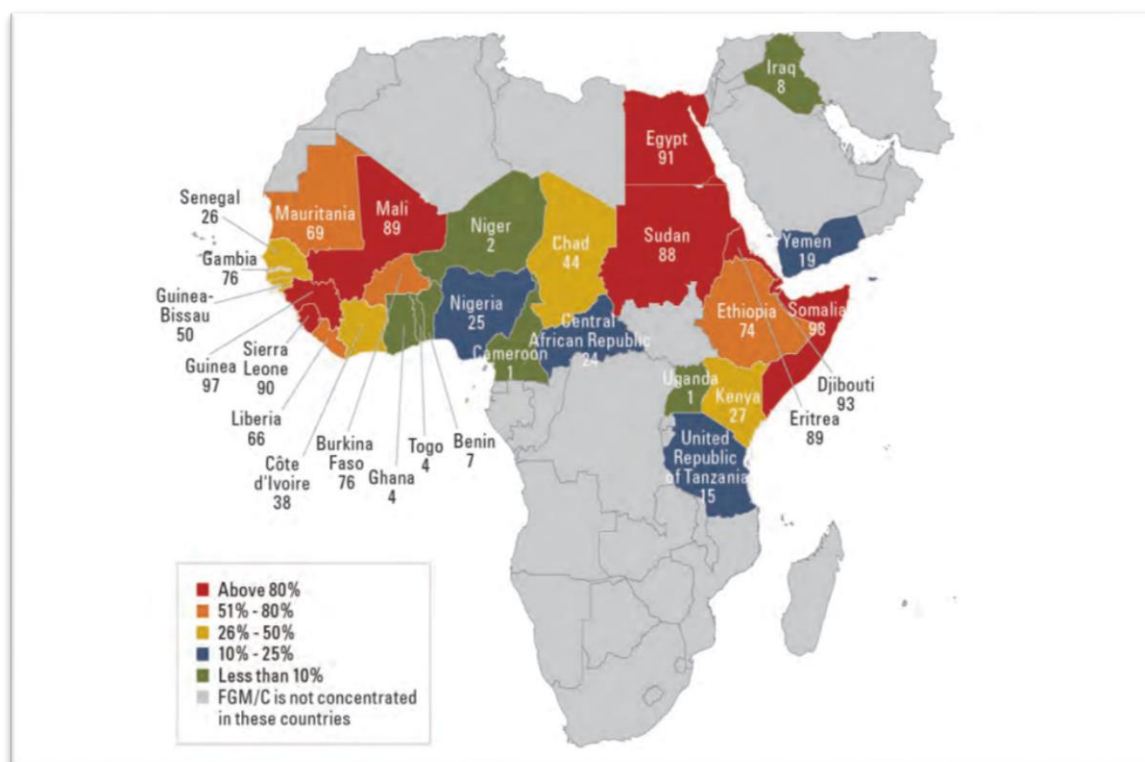 Iraq
8
Egypt
91
Senegal
26
Mauritania
69
Mali
89
Niger
2
Chad
44
Sudan
88
Yemen
19
Gambia
76
Guinea-
Bissau
50
Nigeria
25
Ethiopia
74
Somalia
98
Central
African Republic
24
Cameroon
1
Guinea
97
Sierra
Leone
90
Uganda
1
Kenya
27
Djibouti
93
Eritrea
89
Liberia
66
Côte
d'Ivoire
38
Burkina
Faso
76
Ghana
4
Togo
4
Benin
7
United
Republic
of Tanzania
15
Above 80%
51% - 80%
26% - 50%
10% - 25%
Less than 10%
FGM/C is not concentrated
in these countries